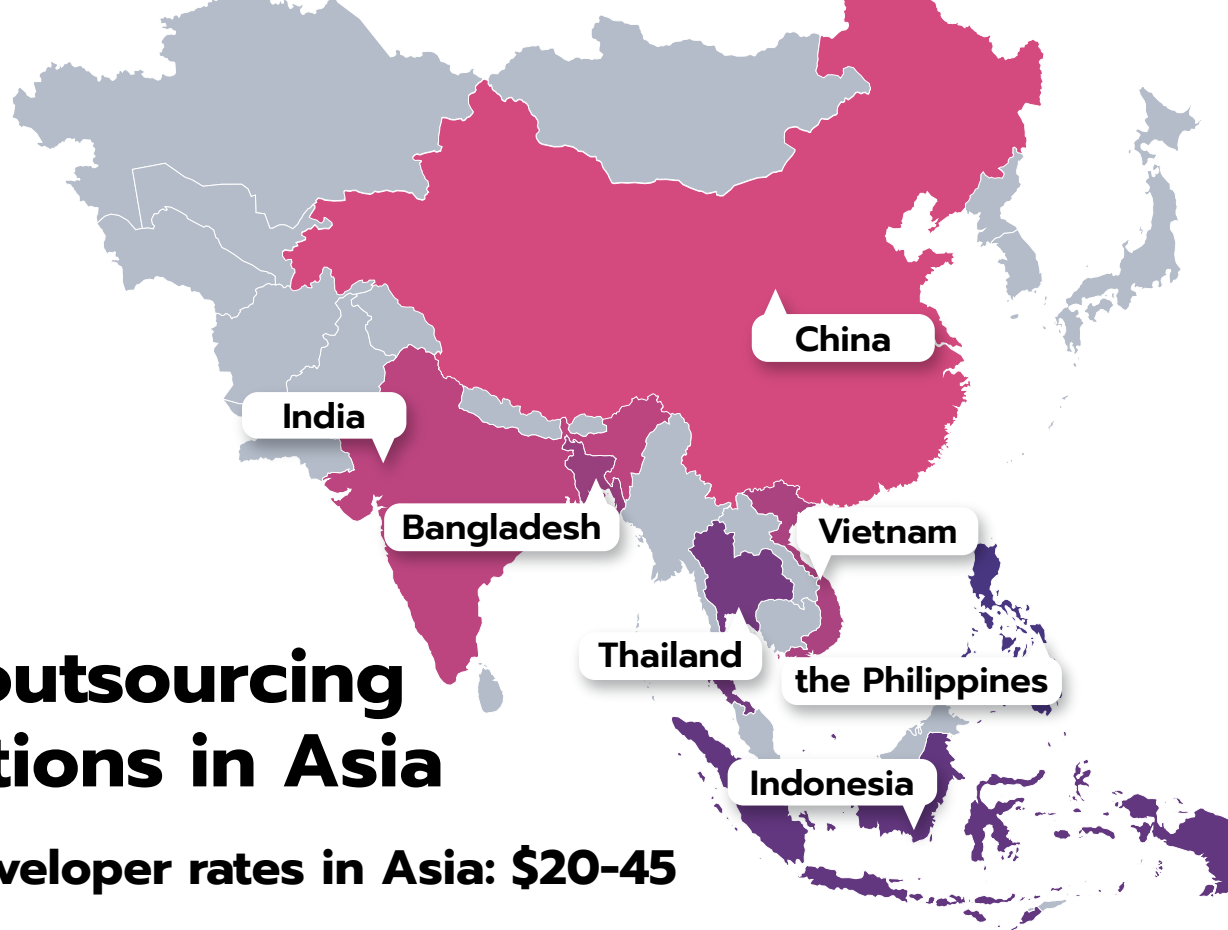 China
India
Bangladesh
Vietnam
Thailand
the Philippines
outsourcing
tions in Asia
Indonesia
veloper rates in Asia: $20-45